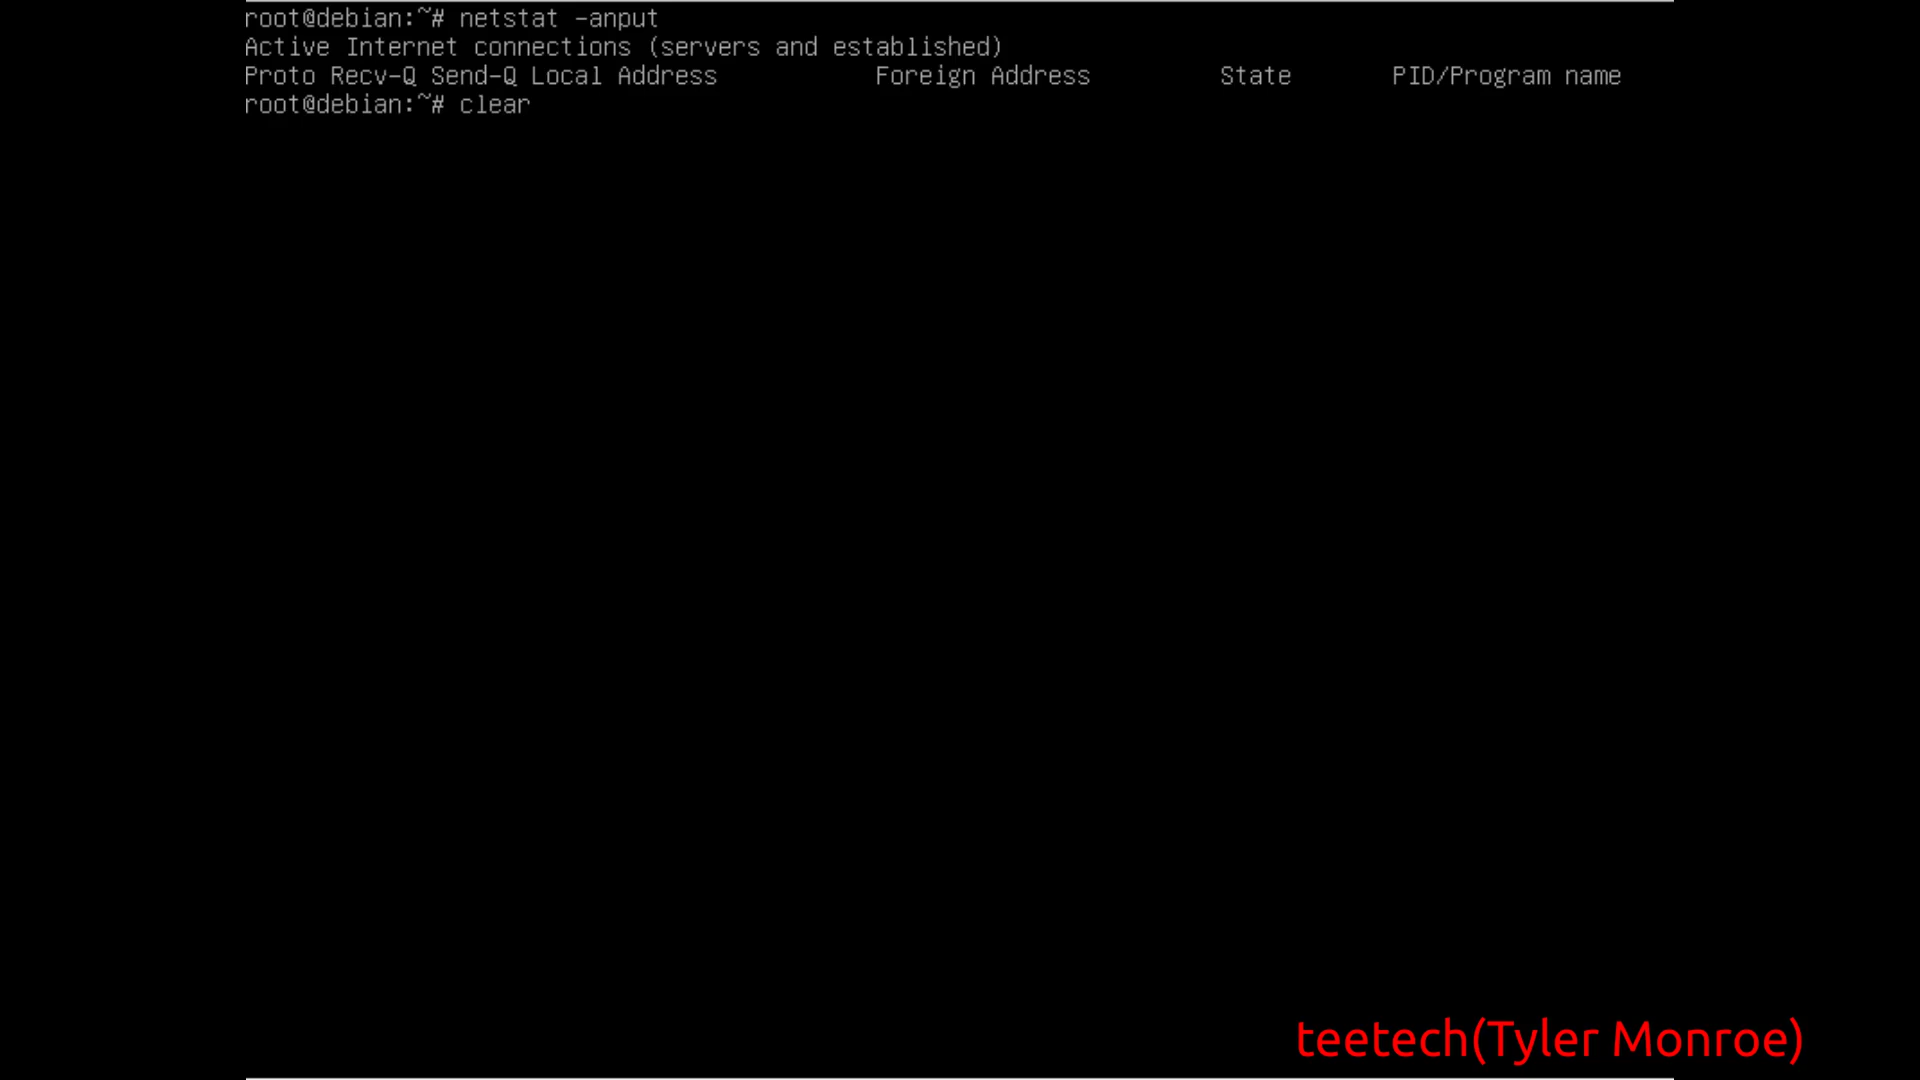 root@debian:~# netstat -anput
Active Internet connections (servers and established)
Proto Recv-Q Send-Q Local Address           Foreign Address         State       PID/Program name
root@debian:~# clear
teetech(Tyler Monroe)